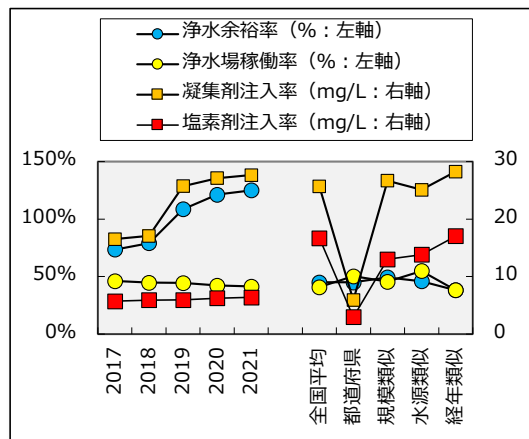 浄水余裕率（%：左軸）
浄水場稼働率（%：左軸）
凝集剤注入率（mg/L：右軸）
塩素剤注入率（mg/L：右軸）
150%
100%
50%
0%
30
20
10
0
2017
2018
2019
2020
2021
全国平均
都道府県
規模類似
水源類似
経年類似